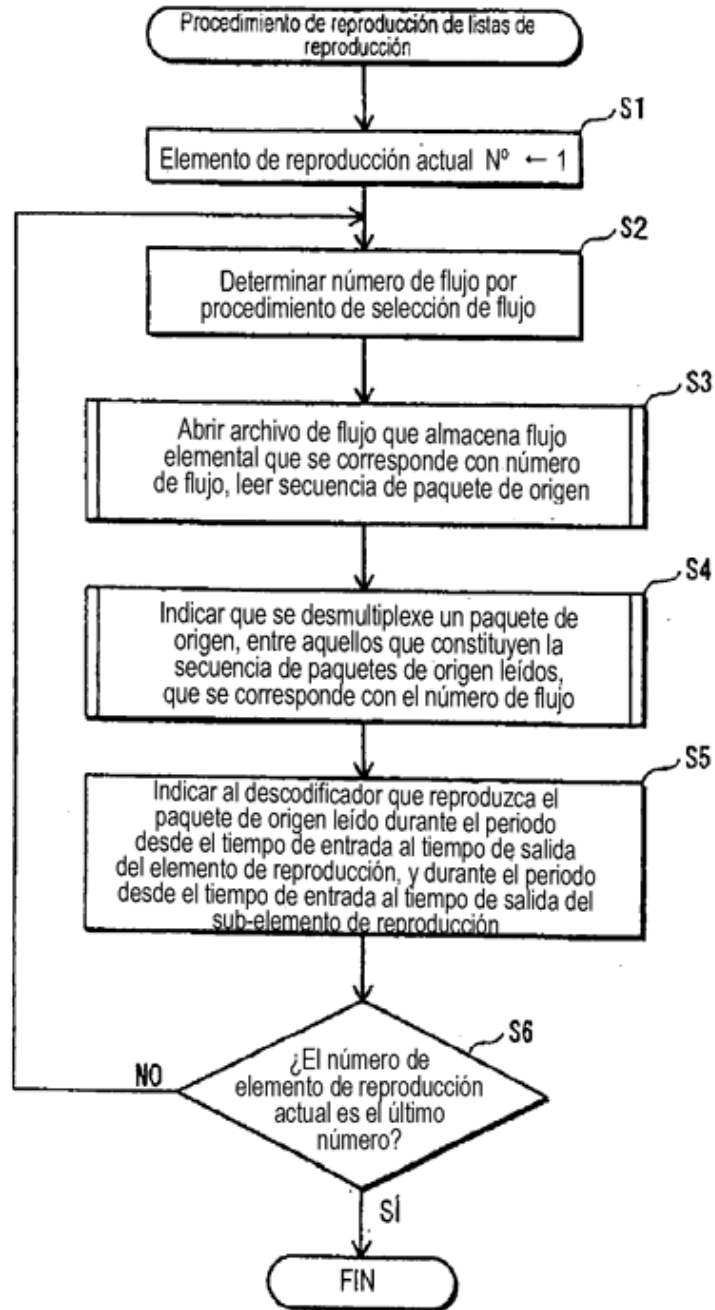 Procedimiento de reproducción de listas de
reproducción
S1
Elemento de reproducción actual Nº ← 1
S2
Determinar número de flujo por
procedimiento de selección de flujo
S3
Abrir archivo de flujo que almacena flujo
elemental que se corresponde con número
de flujo, leer secuencia de paquete de origen
S4
Indicar que se desmultiplexe un paquete de
origen, entre aquellos que constituyen la
secuencia de paquetes de origen leídos,
que se corresponde con el número de flujo
S5
Indicar al descodificador que reproduzca el
paquete de origen leído durante el periodo
desde el tiempo de entrada al tiempo de salida
del elemento de reproducción, y durante el periodo
desde el tiempo de entrada al tiempo de salida del
sub-elemento de reproducción
S6
¿El número de
elemento de reproducción
actual es el último
número?
NO
SÍ
FIN